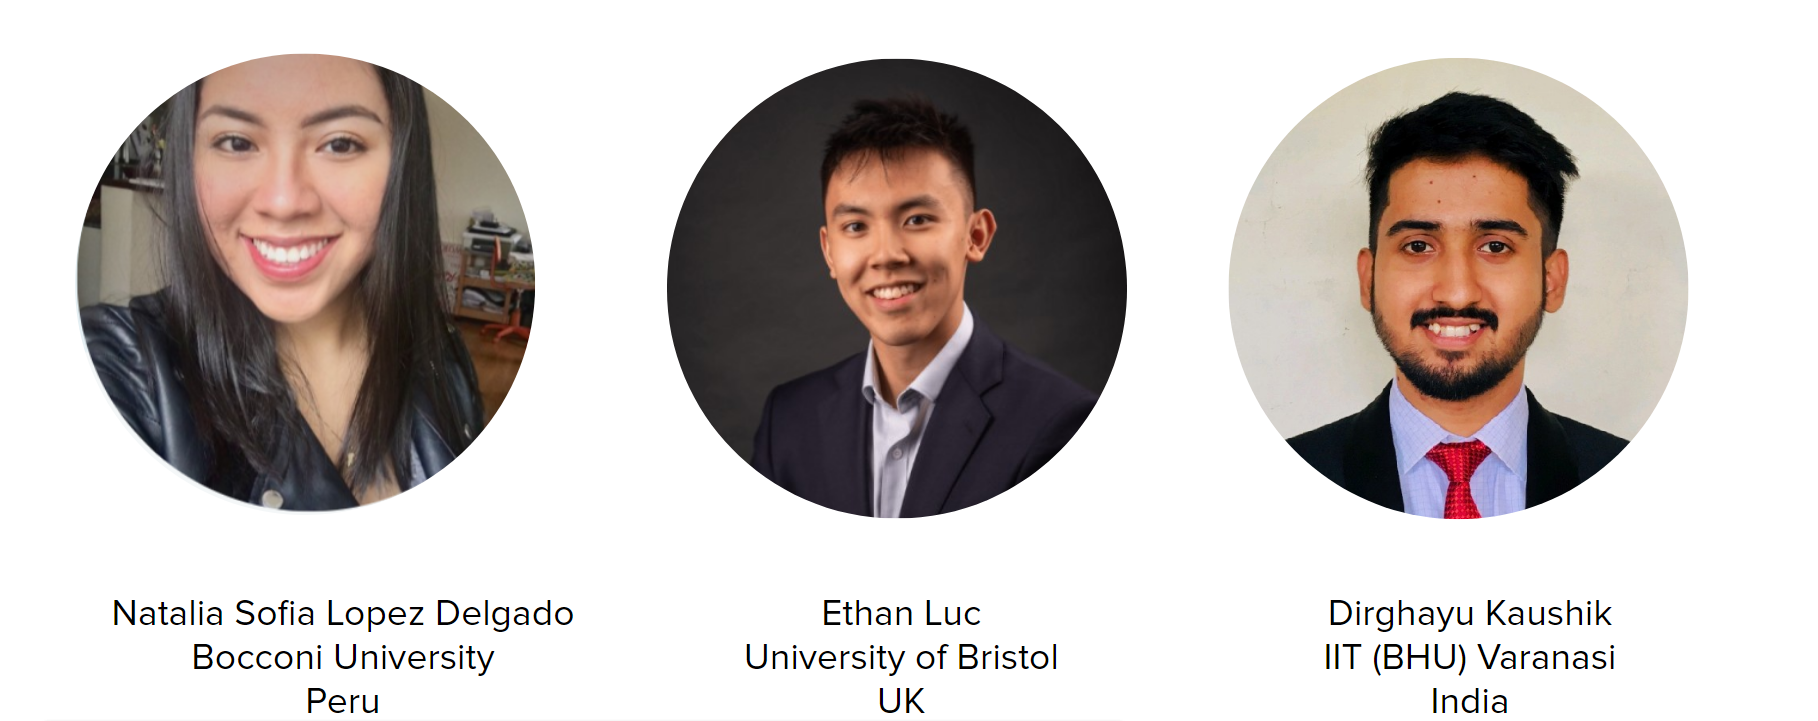 Natalia Sofia Lopez Delgado
Bocconi University
Peru
Ethan Luc
University of Bristol
UK
Dirghayu Kaushik
IIT (BHU) Varanasi
India